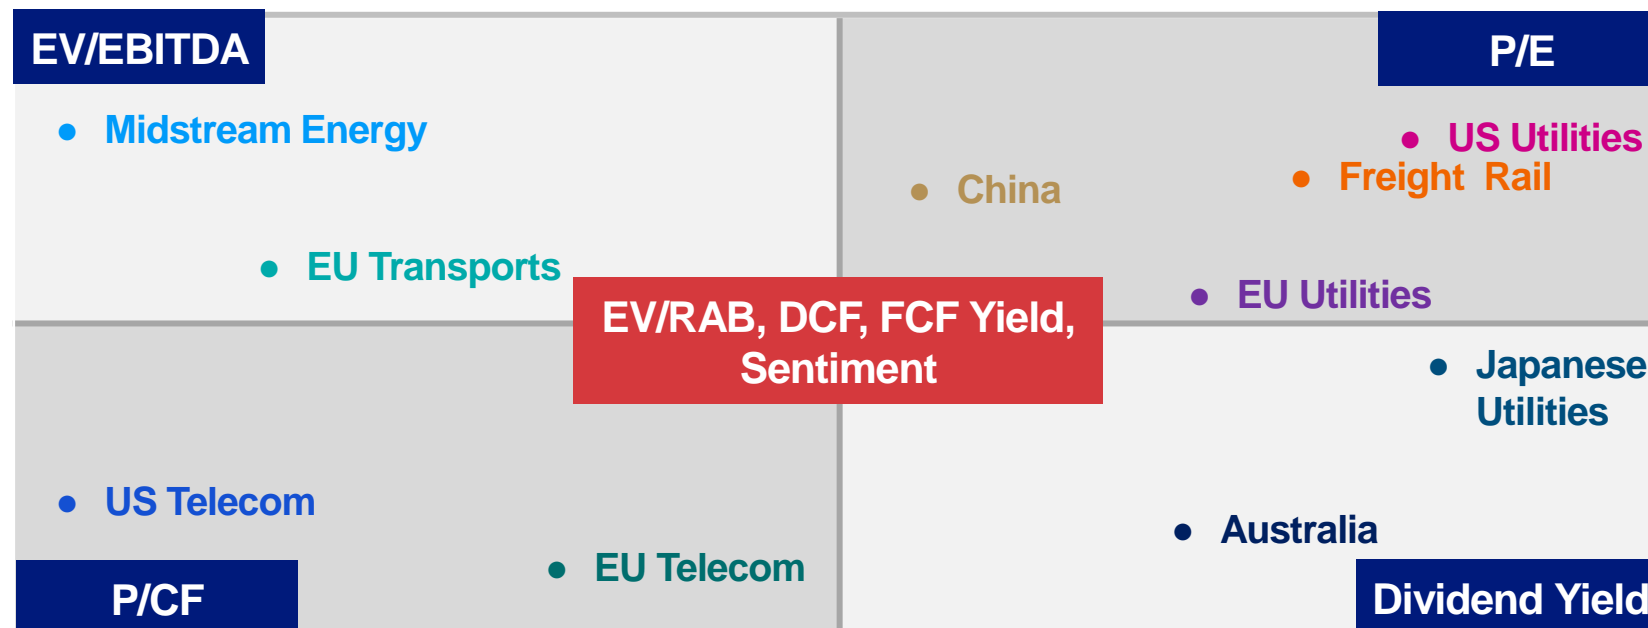 EV/EBITDA
P/E
Midstream Energy
US Utilities
Freight Rail
China
EU Transports
EU Utilities
EV/RAB, DCF, FCF Yield,
Sentiment
Japanese
Utilities
US Telecom
Australia
EU Telecom
P/CF
Dividend Yield